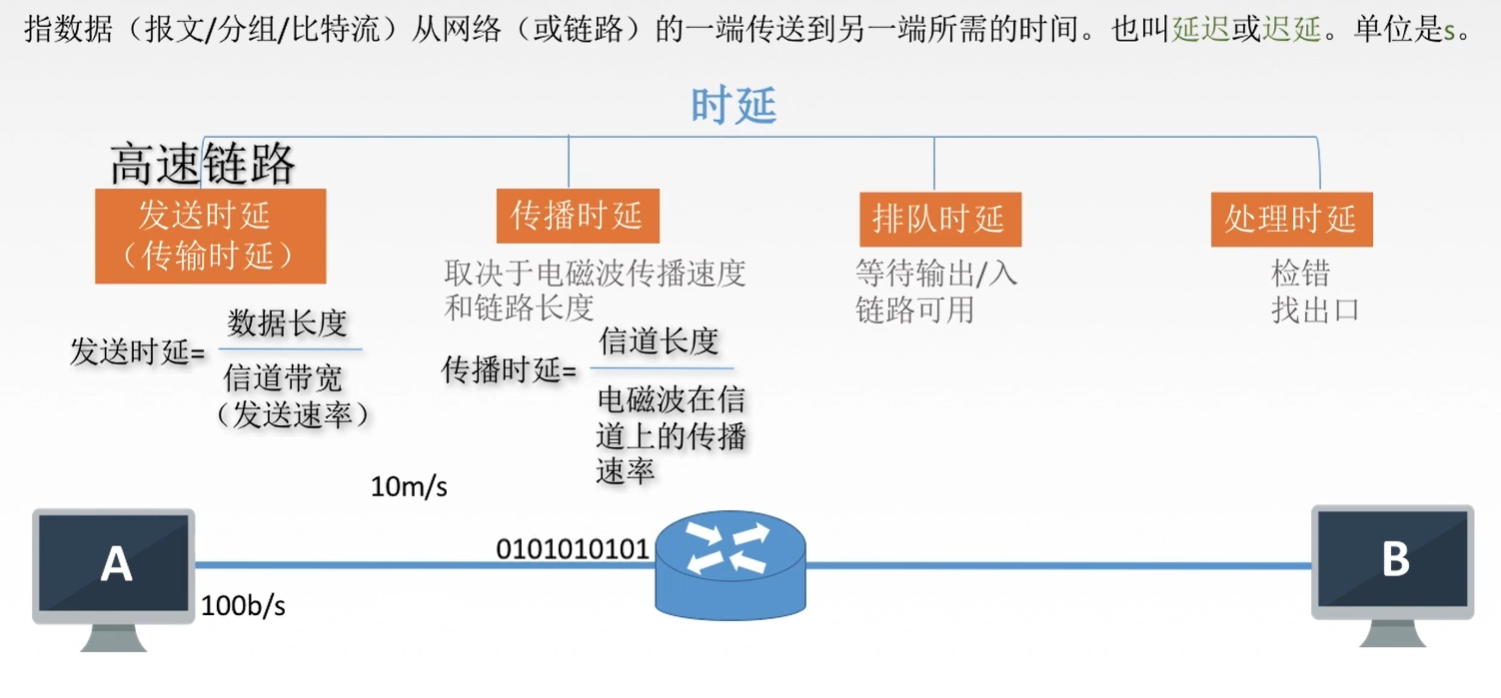 指数据（报文/分组/比特流）从网络（或链路）的一端传送到另一端所需的时间。也叫延迟或迟延。单位是s。
时延
高速链路
发送时延
（传输时延）
传播时延
排队时延
处理时延
取决于电磁波传播速度
和链路长度
等待输出/入
链路可用
检错
找出口
发送时延=
数据长度
信道带宽
（发送速率）
传播时延=
信道长度
电磁波在信
道上的传播
速率
10m/s
0101010101
A
B
100b/s